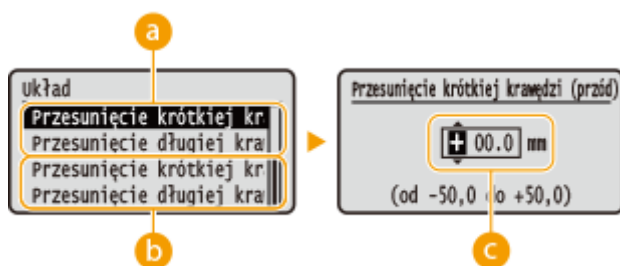 a
Układ
Przesunięcie krótkiej kr
Przesunięcie długiej kra
Przesunięcie krótkiej kr
Przesunięcie długiej kra
b
Przesunięcie krótkiej krawędzi (przód)
+ 00.0 mm
(od -50,0 do +50,0)
c